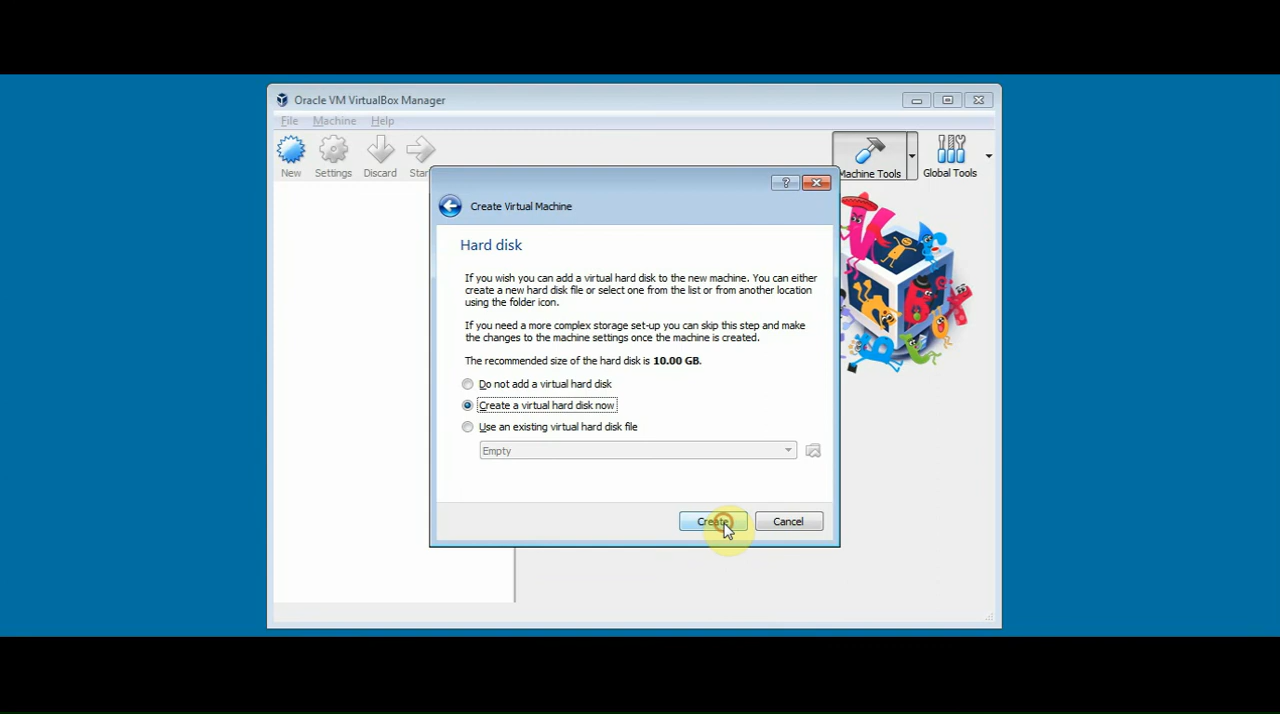 Oracle VM VirtualBox Manager
File Machine Help
New Settings Discard Star
Machine Tools Global Tools
Create Virtual Machine
Hard disk
If you wish you can add a virtual hard disk to the new machine. You can either
create a new hard disk file or select one from the list or from another location
using the folder icon.
If you need a more complex storage set-up you can skip this step and make
the changes to the machine settings once the machine is created.
The recommended size of the hard disk is 10.00 GB.
Do not add a virtual hard disk
Create a virtual hard disk now
Use an existing virtual hard disk file
Empty
Create Cancel